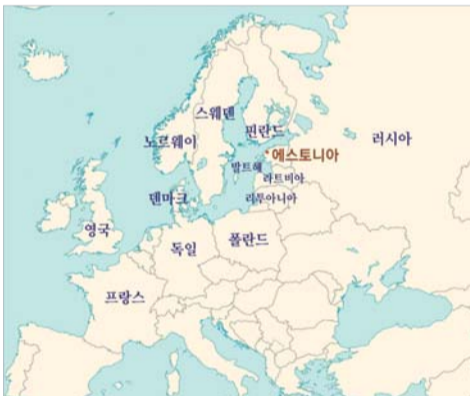 스웨덴
노르웨이
핀란드
러시아
에스토니아
발트해
라트비아
덴마크
리투아니아
영국
독일
폴란드
프랑스